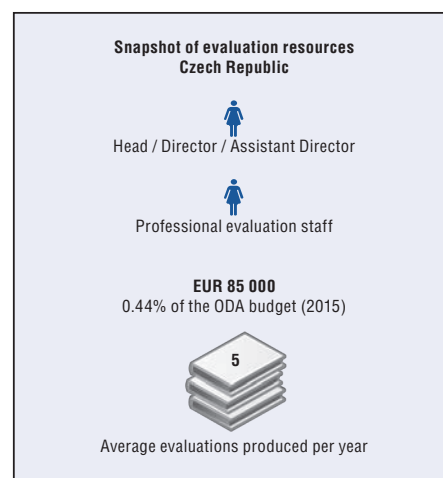 Snapshot of evaluation resources
Czech Republic
Head / Director / Assistant Director
Professional evaluation staff
EUR 85 000
0.44% of the ODA budget (2015)
5
Average evaluations produced per year